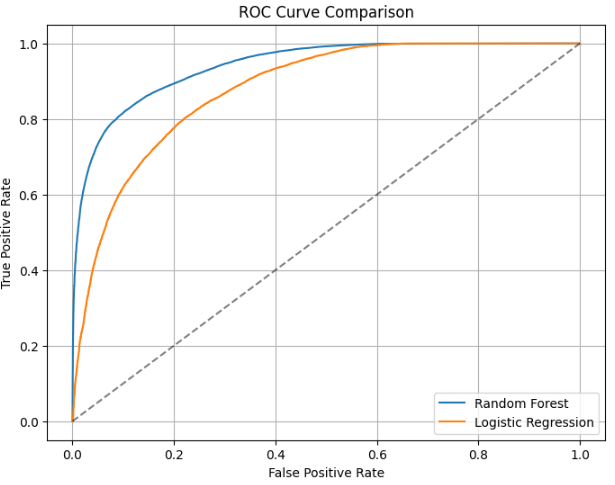 ROC Curve Comparison
True Positive Rate
1.0
0.8
0.6
0.4
0.2
0.0
Random Forest
Logistic Regression
0.0 0.2 0.4 0.6 0.8 1.0
False Positive Rate